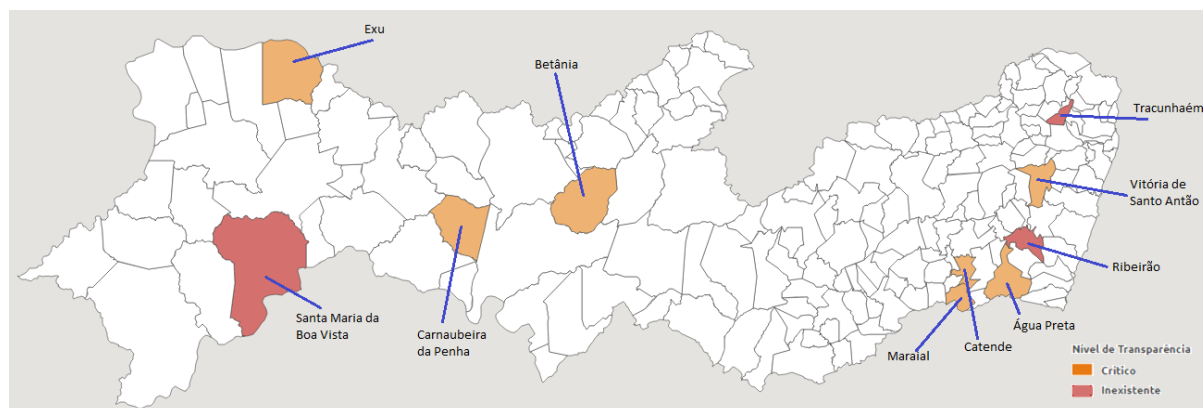 Exu
Betânia
Tracunhaém
Vitória de
Santo Antão
Ribeirão
Santa Maria da
Boa Vista
Carnaubeira
da Penha
Água Preta
Catende
Maraial
Nível de Transparência
Crítico
Inexistente